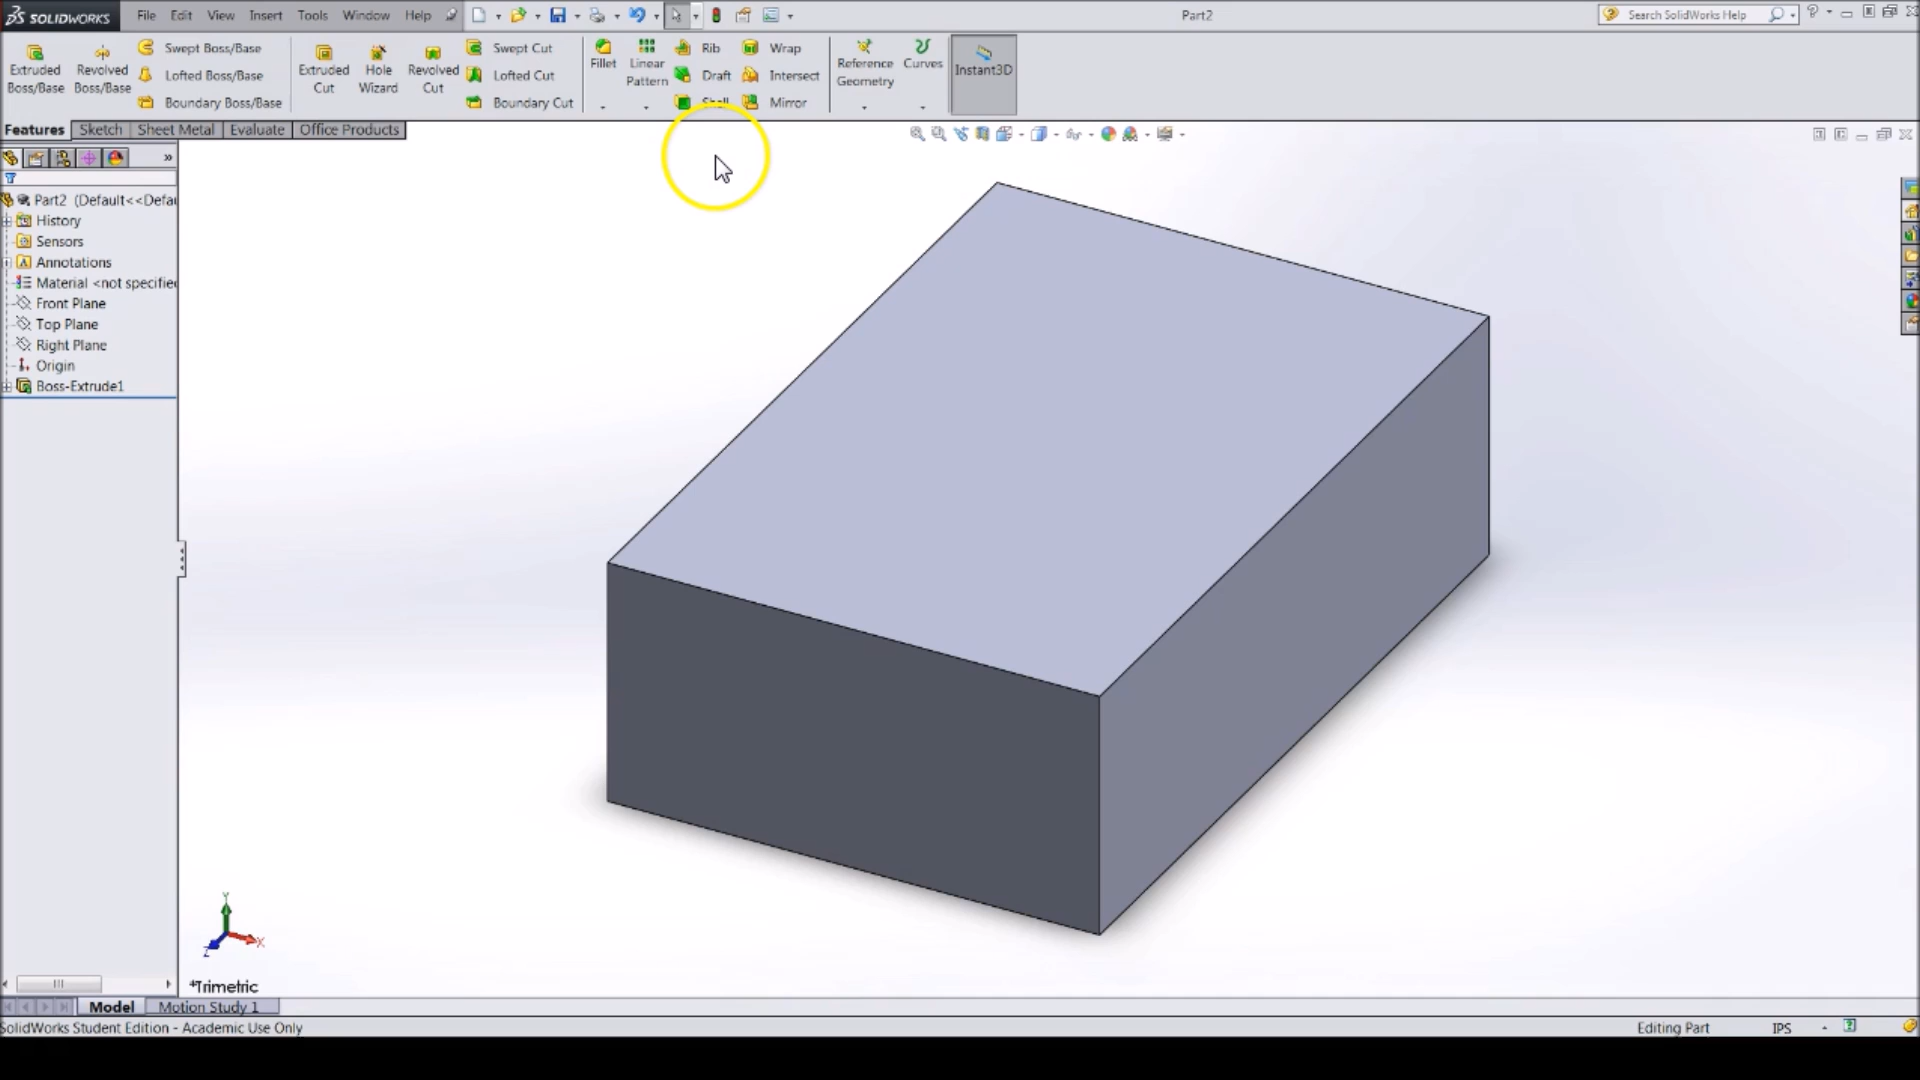 SOLIDWORKS File Edit View Insert Tools Window Help Part2 Search SolidWorks Help
Extruded Boss/Base
Revolved Boss/Base
Swept Boss/Base
Lofted Boss/Base
Boundary Boss/Base
Extruded Cut
Hole Wizard
Revolved Cut
Swept Cut
Lofted Cut
Boundary Cut
Fillet
Linear Pattern
Rib
Draft
Shell
Wrap
Intersect
Mirror
Reference Geometry
Curves
Instant3D
Features Sketch Sheet Metal Evaluate Office Products
Part2 (Default<<Defau
History
Sensors
Annotations
Material <not specified
Front Plane
Top Plane
Right Plane
Origin
Boss-Extrude1
Y
X
Z
*Trimetric
Model Motion Study 1
SolidWorks Student Edition - Academic Use Only Editing Part IPS